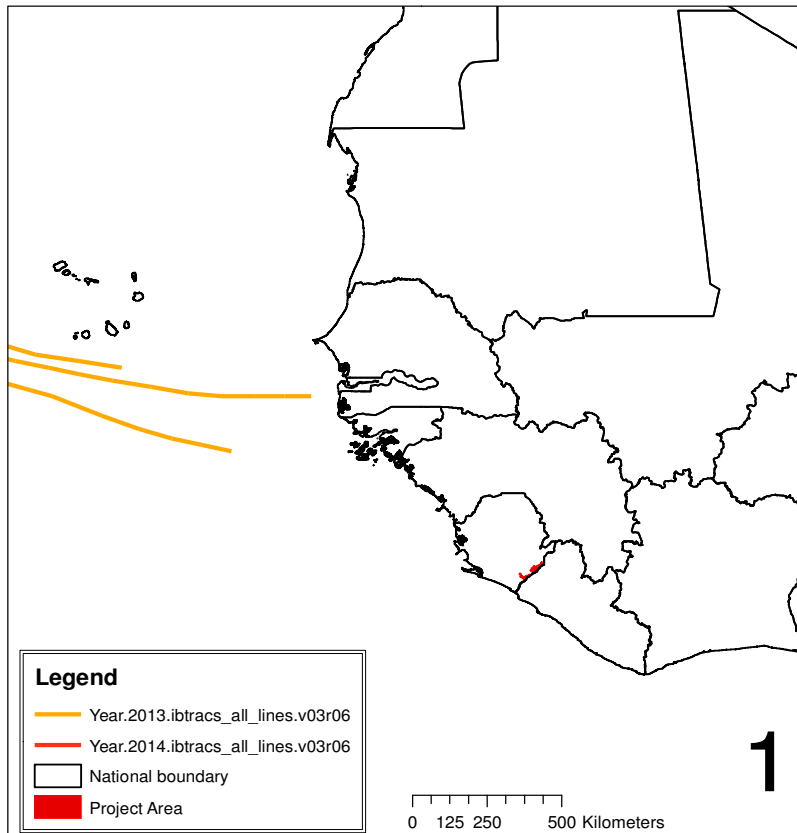 Legend
Year.2013.ibtracs_all_lines.v03r06
Year.2014.ibtracs_all_lines.v03r06
National boundary
Project Area
0 125 250 500 Kilometers
1